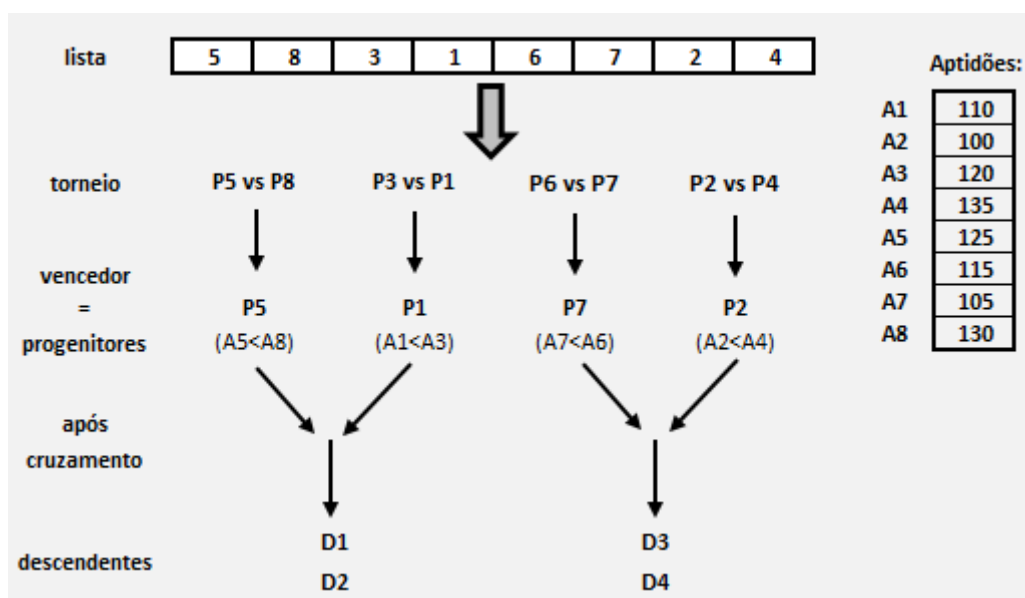 lista 5 8 3 1 6 7 2 4
Aptidões:
A1 110
A2 100
A3 120
A4 135
A5 125
A6 115
A7 105
A8 130
torneio P5 vs P8 P3 vs P1 P6 vs P7 P2 vs P4
vencedor
=
progenitores
P5 P1 P7 P2
(A5<A8) (A1<A3) (A7<A6) (A2<A4)
após
cruzamento
descendentes
D1 D3
D2 D4